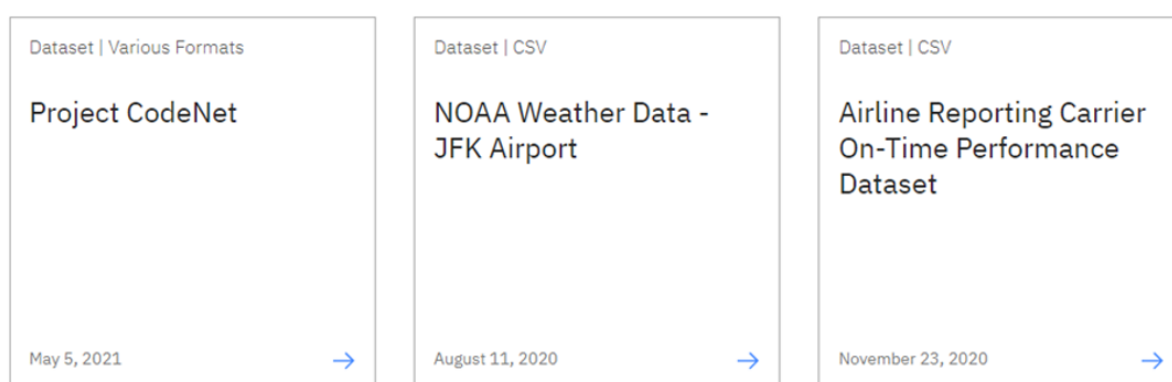 Dataset | Various Formats
Project CodeNet
May 5, 2021
Dataset | CSV
NOAA Weather Data -
JFK Airport
August 11, 2020
Dataset | CSV
Airline Reporting Carrier
On-Time Performance
Dataset
November 23, 2020